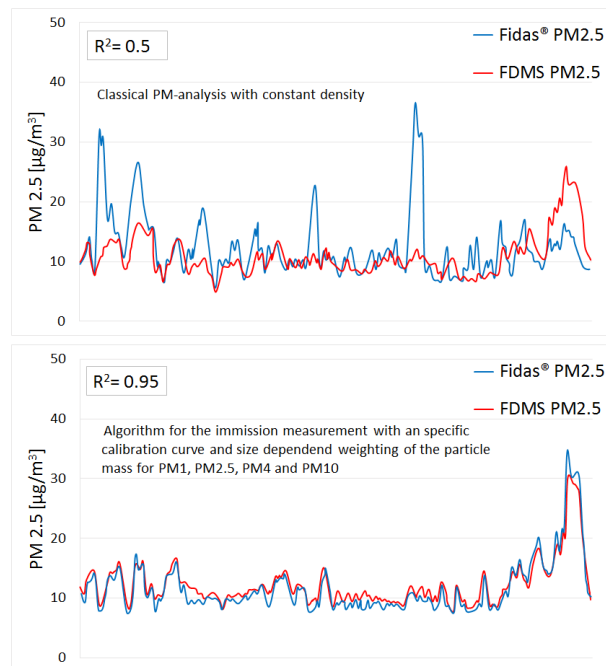 R²= 0.5
Fidas® PM2.5
FDMS PM2.5
Classical PM-analysis with constant density
PM 2.5 [µg/m³]
50
40
30
20
10
0
R²= 0.95
Fidas® PM2.5
FDMS PM2.5
Algorithm for the immission measurement with an specific
calibration curve and size dependend weighting of the particle
mass for PM1, PM2.5, PM4 and PM10
PM 2.5 [µg/m³]
50
40
30
20
10
0